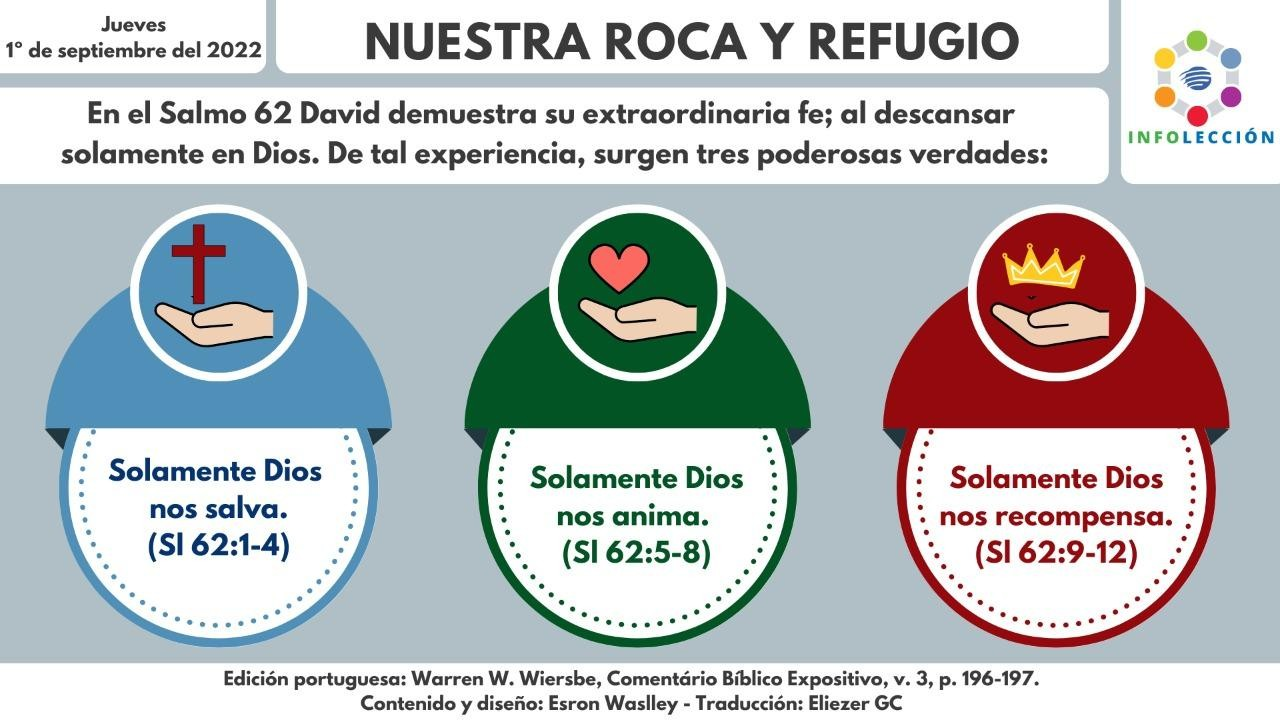 Jueves
1º de septiembre del 2022
NUESTRA ROCA Y REFUGIO
INFOLECCIÓN
En el Salmo 62 David demuestra su extraordinaria fe; al descansar
solamente en Dios. De tal experiencia, surgen tres poderosas verdades:
Solamente Dios
nos salva.
(Sl 62:1-4)
Solamente Dios
nos anima.
(Sl 62:5-8)
Solamente Dios
nos recompensa.
(Sl 62:9-12)
Edición portuguesa: Warren W. Wiersbe, Comentário Bíblico Expositivo, v. 3, p. 196-197.
Contenido y diseño: Esron Waslley - Traducción: Eliezer GC